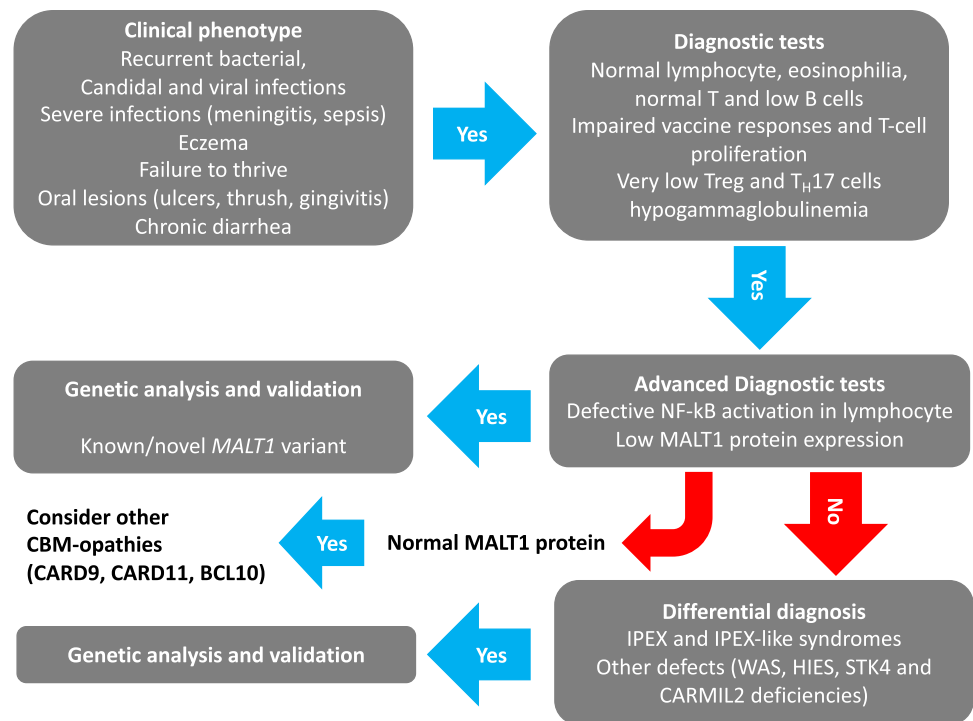 Clinical phenotype
Recurrent bacterial,
Candidal and viral infections
Severe infections (meningitis, sepsis)
Eczema
Failure to thrive
Oral lesions (ulcers, thrush, gingivitis)
Chronic diarrhea
Yes
Diagnostic tests
Normal lymphocyte, eosinophilia,
normal T and low B cells
Impaired vaccine responses and T-cell
proliferation
Very low Treg and TH17 cells
hypogammaglobulinemia
Yes
Advanced Diagnostic tests
Defective NF-kB activation in lymphocyte
Low MALT1 protein expression
Yes
Genetic analysis and validation
Known/novel MALT1 variant
No
Normal MALT1 protein
Yes
Consider other
CBM-opathies
(CARD9, CARD11, BCL10)
Differential diagnosis
IPEX and IPEX-like syndromes
Other defects (WAS, HIES, STK4 and
CARMIL2 deficiencies)
Yes
Genetic analysis and validation